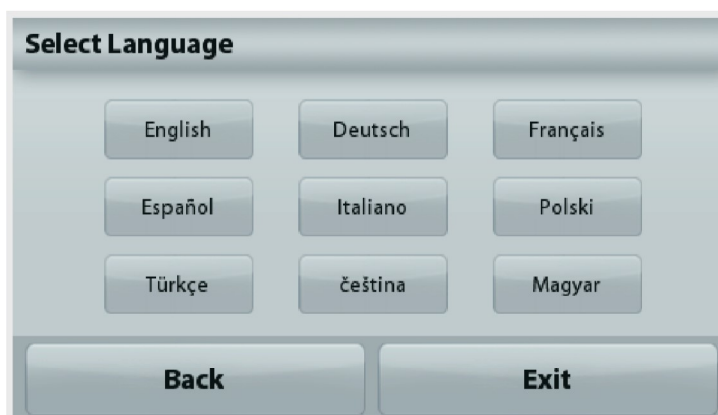 Select Language
English Deutsch Français
Español Italiano Polski
Türkçe čeština Magyar
Back Exit